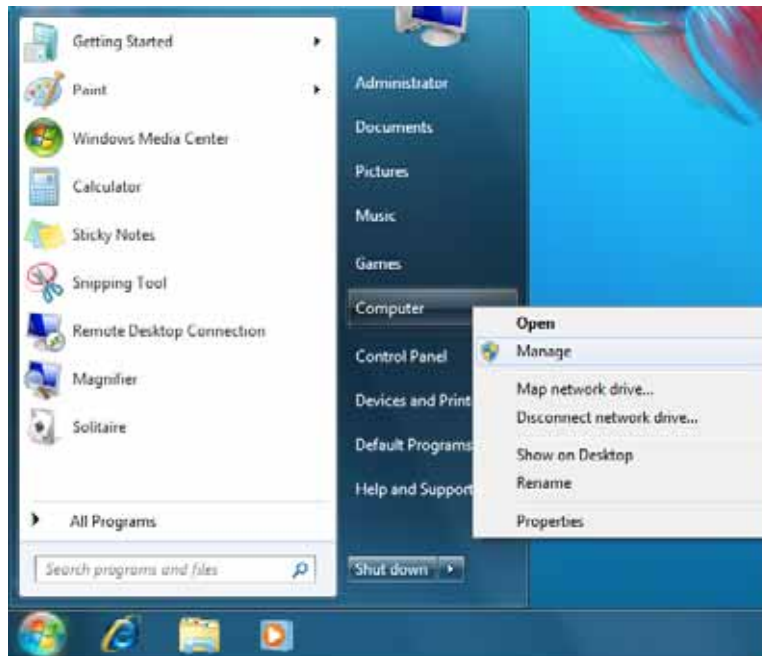 Getting Started
Paint
Windows Media Center
Calculator
Sticky Notes
Snipping Tool
Remote Desktop Connection
Magnifier
Solitaire
All Programs
Search programs and files
Administrator
Documents
Pictures
Music
Games
Computer
Control Panel
Devices and Print
Default Programs
Help and Support
Shut down
Open
Manage
Map network drive...
Disconnect network drive...
Show on Desktop
Rename
Properties